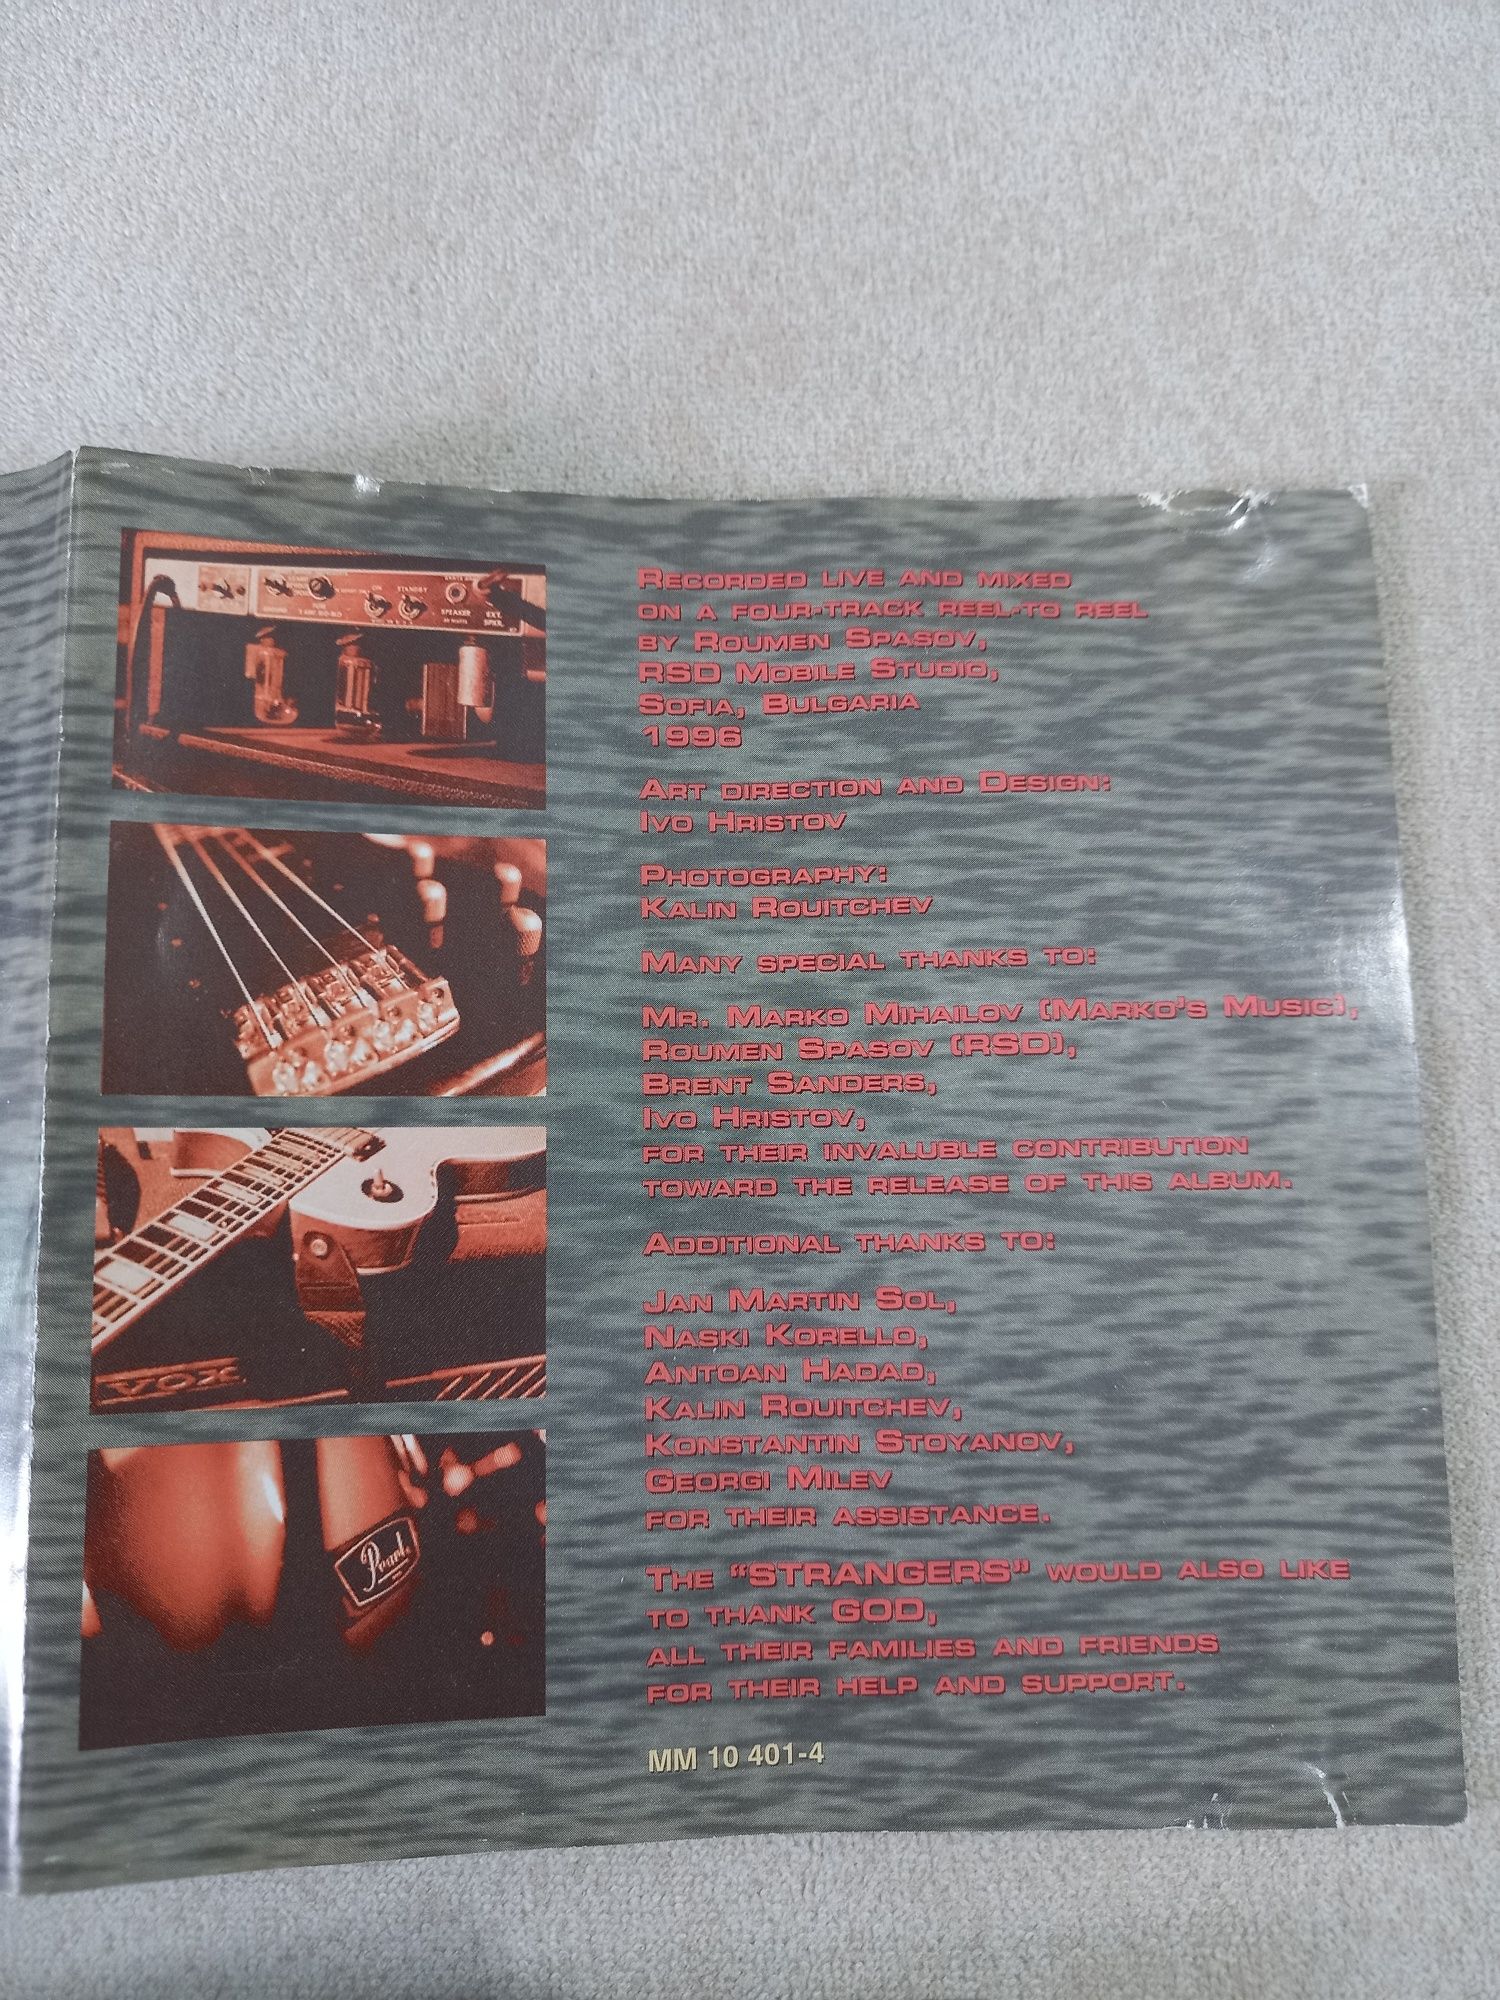 STANDBY
SPEAKER
EXT.
SPKR.
VOX
Pearl
RECORDED LIVE AND MIXED
ON A FOUR-TRACK REEL-TO REEL
BY ROUMEN SPASOV,
RSD MOBILE STUDIO,
SOFIA, BULGARIA
1996
ART DIRECTION AND DESIGN:
IVO HRISTOV
PHOTOGRAPHY:
KALIN ROUITCHEV
MANY SPECIAL THANKS TO:
MR. MARKO MIHAILOV (MARKO'S MUSIC),
ROUMEN SPASOV (RSD),
BRENT SANDERS,
IVO HRISTOV,
FOR THEIR INVALUBLE CONTRIBUTION
TOWARD THE RELEASE OF THIS ALBUM.
ADDITIONAL THANKS TO:
JAN MARTIN SOL,
NASKI KORELLO,
ANTOAN HADAD,
KALIN ROUITCHEV,
KONSTANTIN STOYANOV,
GEORGI MILEV
FOR THEIR ASSISTANCE.
THE "STRANGERS" WOULD ALSO LIKE
TO THANK GOD,
ALL THEIR FAMILIES AND FRIENDS
FOR THEIR HELP AND SUPPORT.
MM 10 401-4